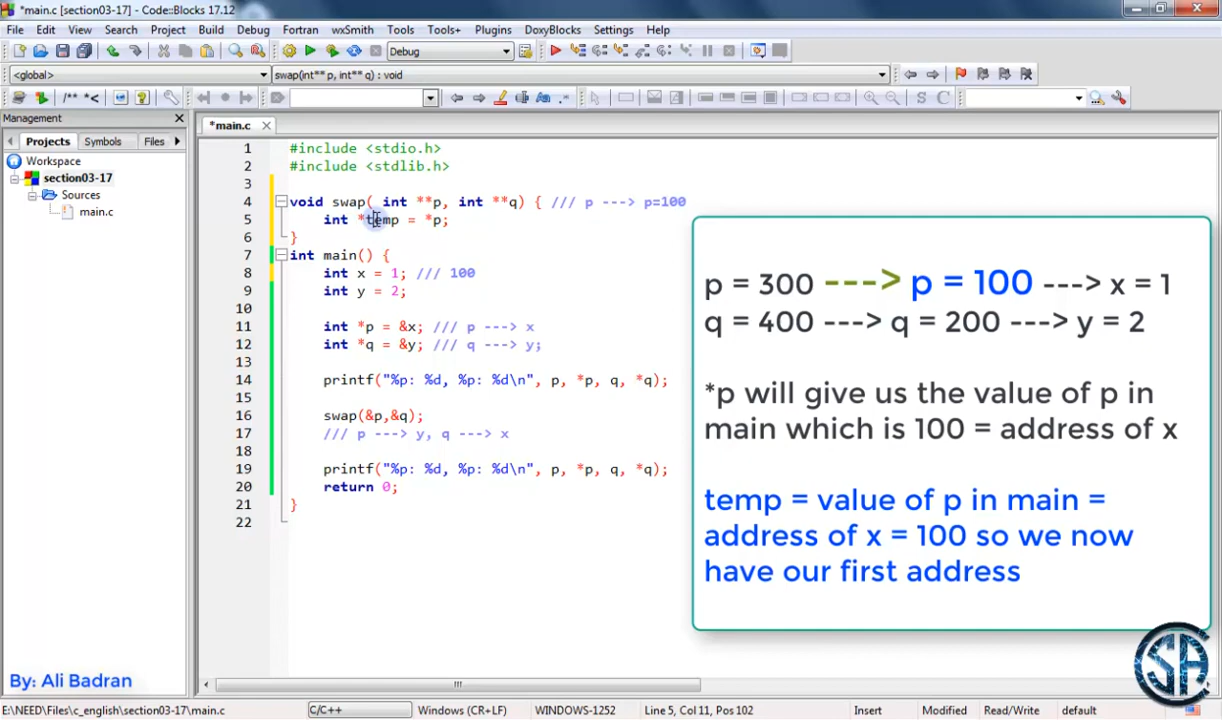 *main.c [section03-17] - Code::Blocks 17.12
File Edit View Search Project Build Debug Fortran wxSmith Tools Tools+ Plugins DoxyBlocks Settings Help
Debug
<global> swap(int** p, int** q) : void
/** *<
S C
Management
*main.c
Projects Symbols Files
Workspace
section03-17
Sources
main.c
1 #include <stdio.h>
2 #include <stdlib.h>
3
4 void swap( int **p, int **q) { /// p ---> p=100
5 int *temp = *p;
6 }
7 int main() {
8 int x = 1; /// 100
9 int y = 2;
10
11 int *p = &x; /// p ---> x
12 int *q = &y; /// q ---> y;
13
14 printf("%p: %d, %p: %d\n", p, *p, q, *q);
15
16 swap(&p,&q);
17 /// p ---> y, q ---> x
18
19 printf("%p: %d, %p: %d\n", p, *p, q, *q);
20 return 0;
21 }
22
p = 300 ---> p = 100 ---> x = 1
q = 400 ---> q = 200 ---> y = 2
*p will give us the value of p in
main which is 100 = address of x
temp = value of p in main =
address of x = 100 so we now
have our first address
By: Ali Badran
SA
E:\NEED\Files\c_english\section03-17\main.c C/C++ Windows (CR+LF) WINDOWS-1252 Line 5, Col 11, Pos 102 Insert Modified Read/Write default